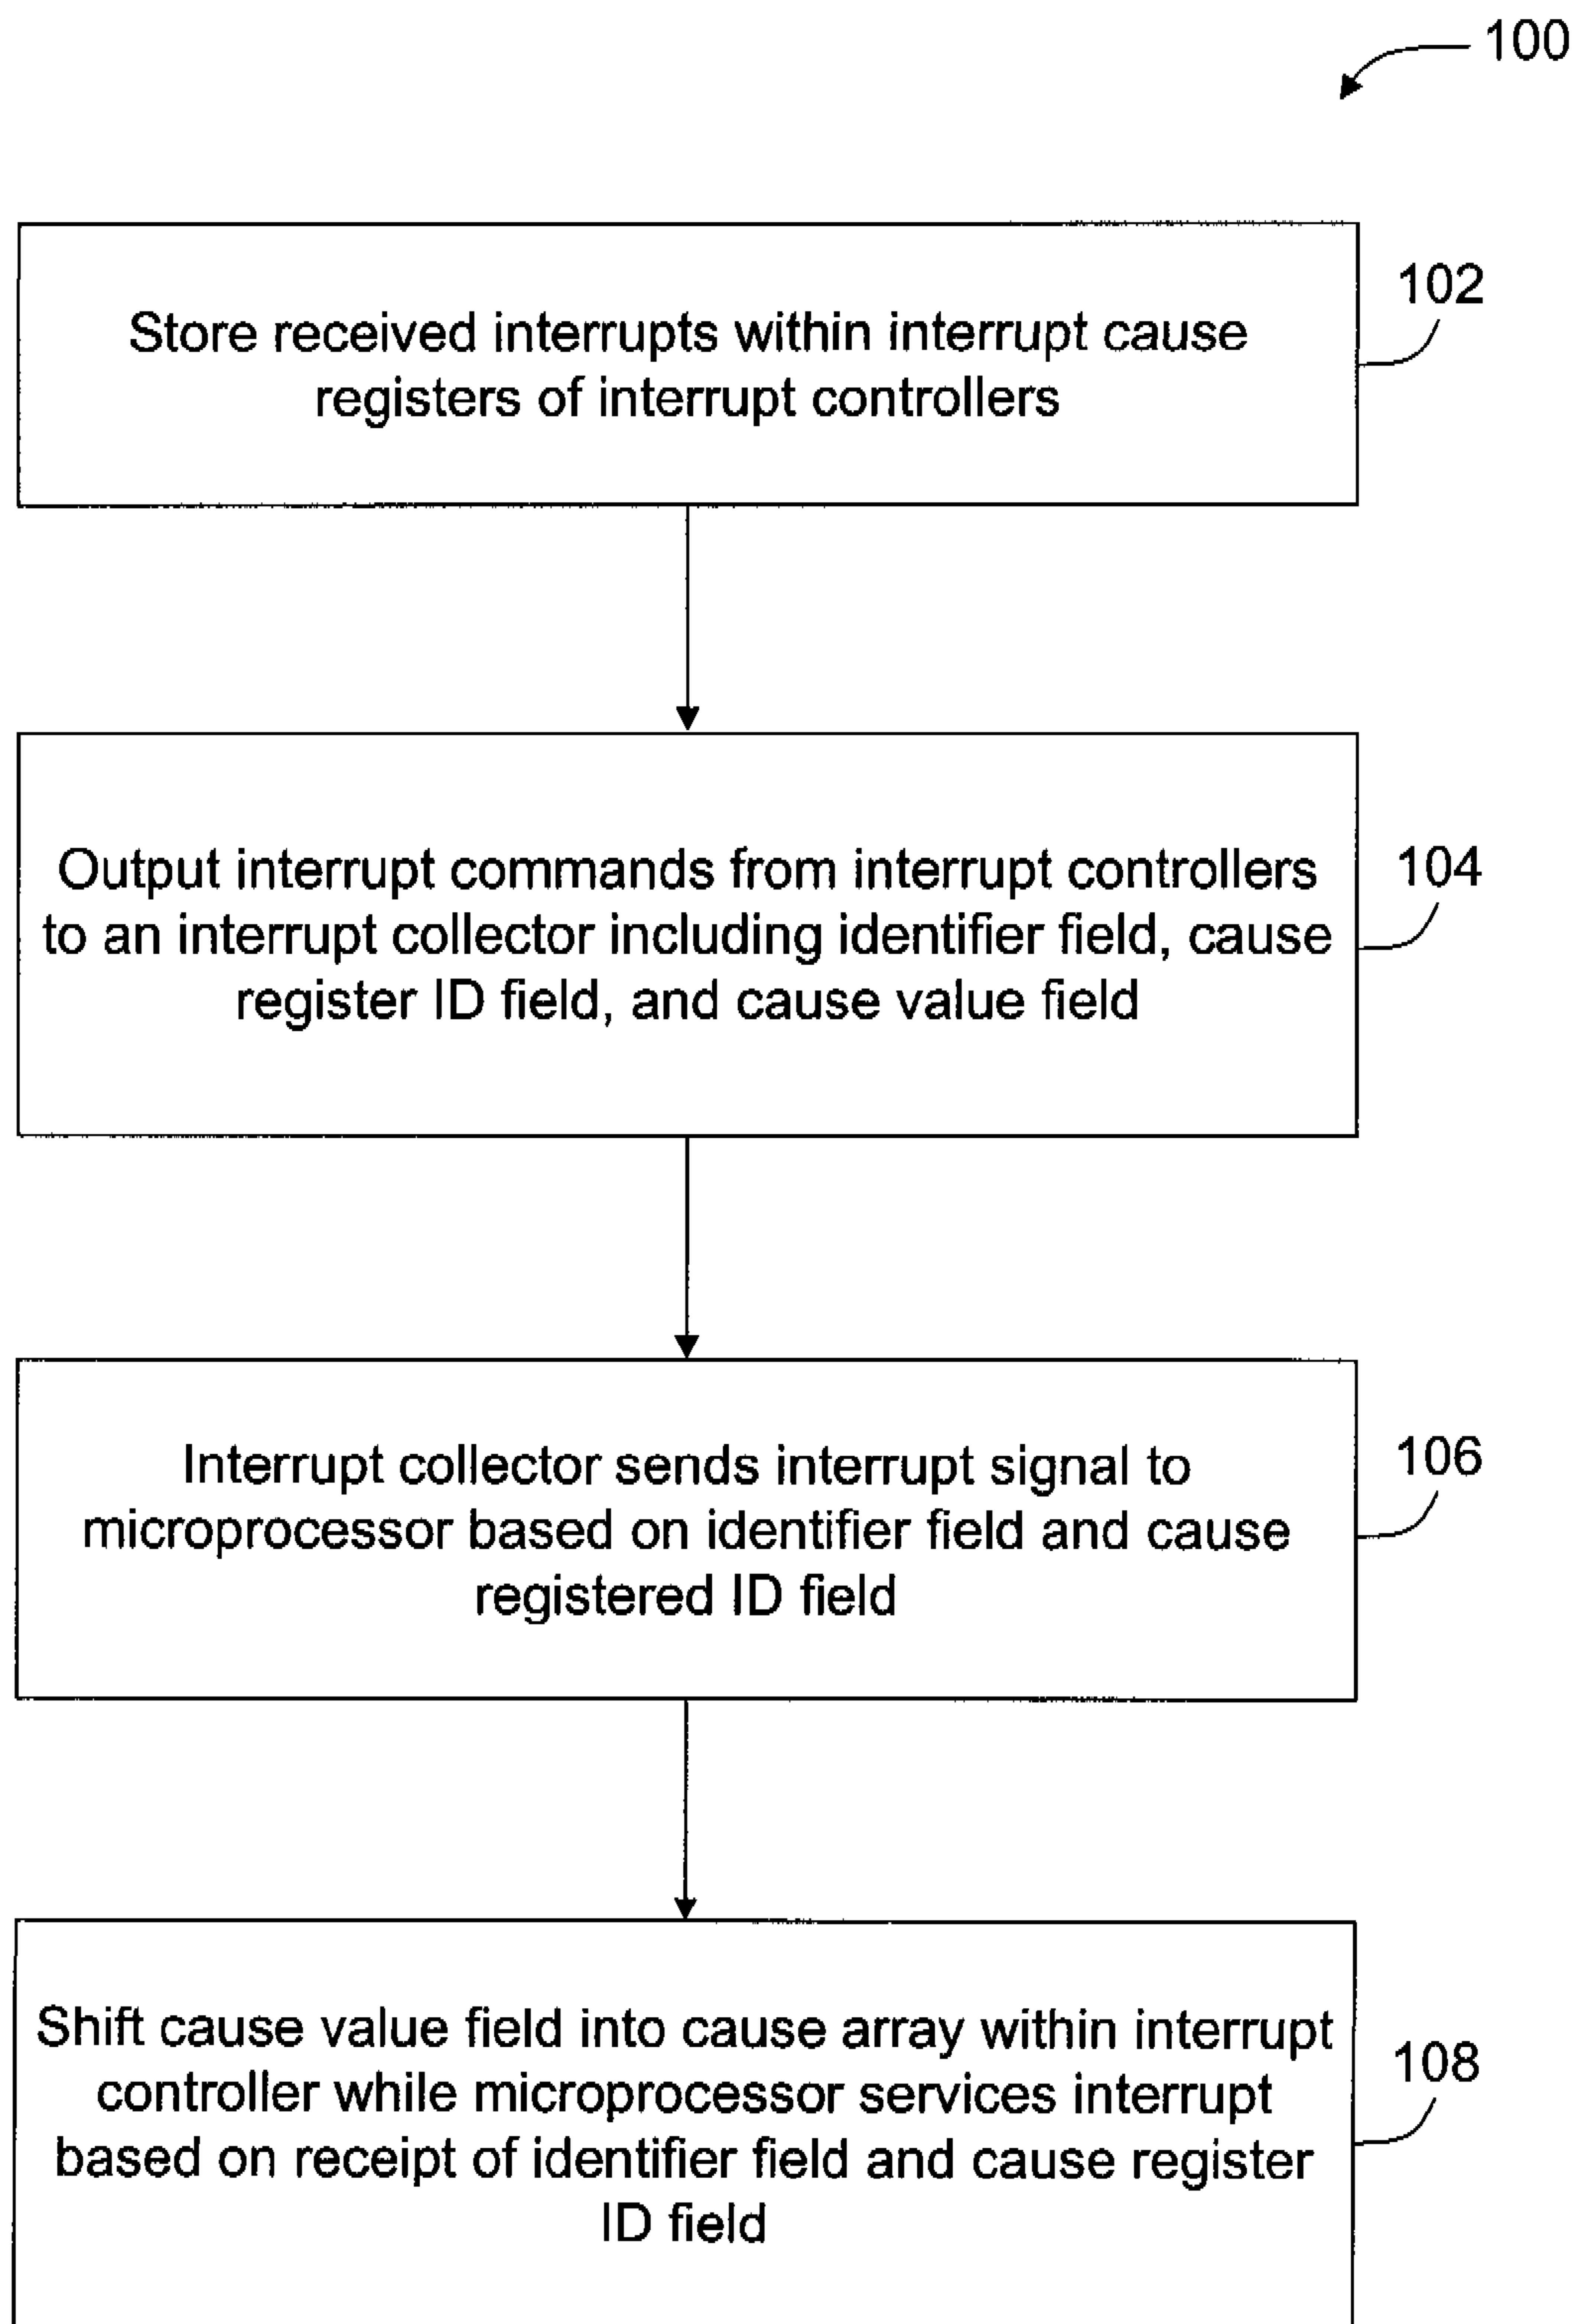 100
Store received interrupts within interrupt cause
registers of interrupt controllers
102
Output interrupt commands from interrupt controllers
to an interrupt collector including identifier field, cause
register ID field, and cause value field
104
Interrupt collector sends interrupt signal to
microprocessor based on identifier field and cause
registered ID field
106
Shift cause value field into cause array within interrupt
controller while microprocessor services interrupt
based on receipt of identifier field and cause register
ID field
108